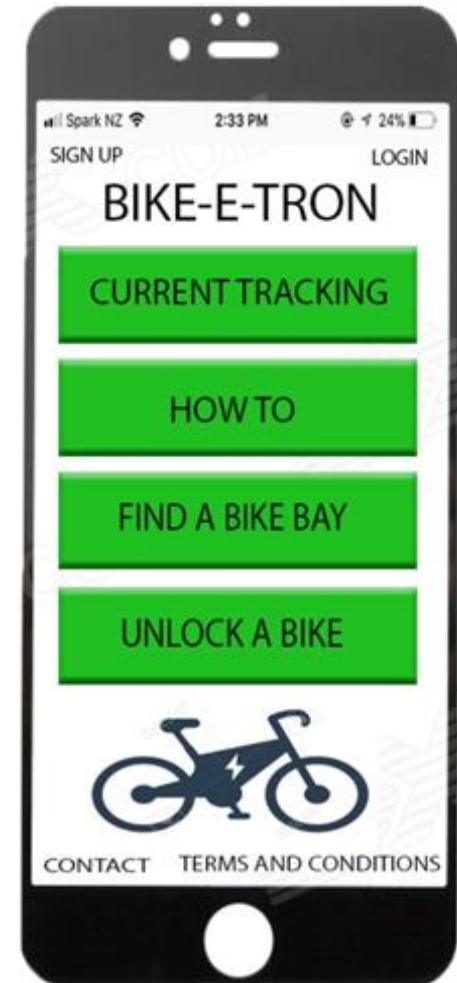 Spark NZ 2:33 PM 24%
SIGN UP LOGIN
BIKE-E-TRON
CURRENT TRACKING
HOW TO
FIND A BIKE BAY
UNLOCK A BIKE
CONTACT TERMS AND CONDITIONS